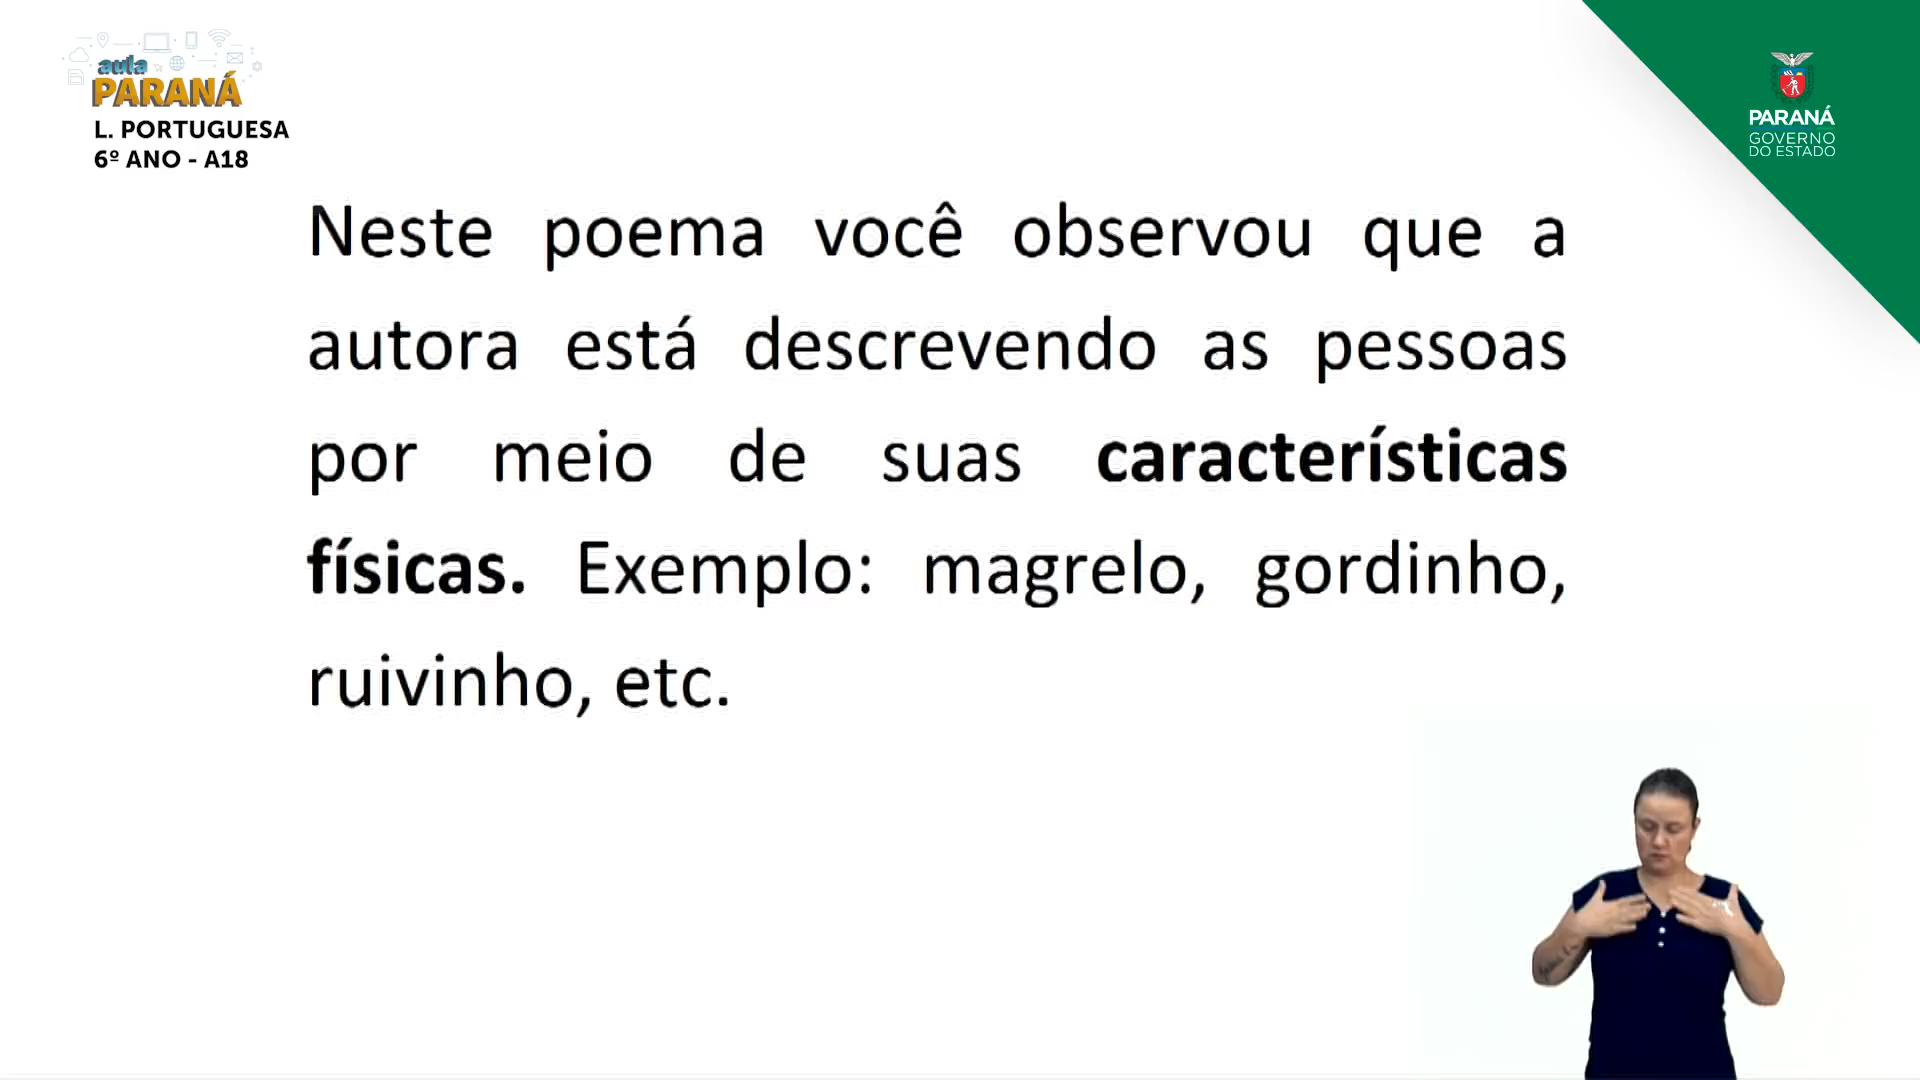 aula
PARANÁ
L. PORTUGUESA
6º ANO - A18
PARANÁ
GOVERNO
DO ESTADO
Neste poema você observou que a
autora está descrevendo as pessoas
por meio de suas características
físicas. Exemplo: magrelo, gordinho,
ruivinho, etc.